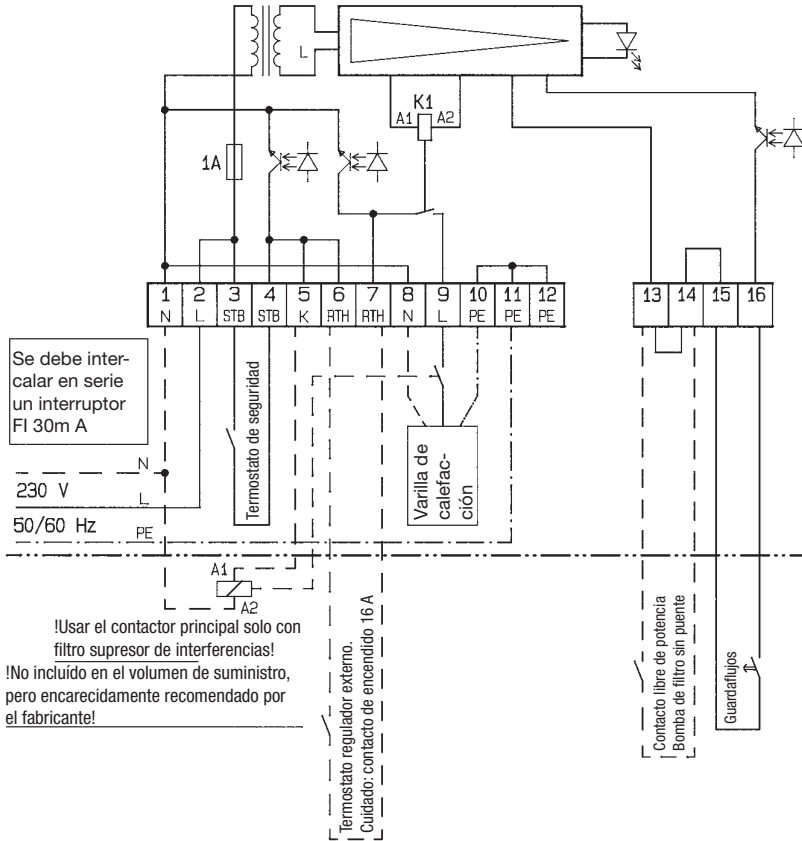 L
K1
A1 A2
1A
1 2 3 4 5 6 7 8 9 10 11 12
N L STB STB K RTH RTH N L PE PE PE
13 14 15 16
Se debe inter-
calar en serie
un interruptor
FI 30m A
Termostato de seguridad
Varilla de
calefac-
ción
N
230 V
L
50/60 Hz
PE
A1
A2
!Usar el contactor principal solo con
filtro supresor de interferencias!
!No incluído en el volumen de suministro,
pero encarecidamente recomendado por
el fabricante!
Termostato regulador externo.
Cuidado: contacto de encendido 16 A
Contacto libre de potencia
Bomba de filtro sin puente
Guardaflujos